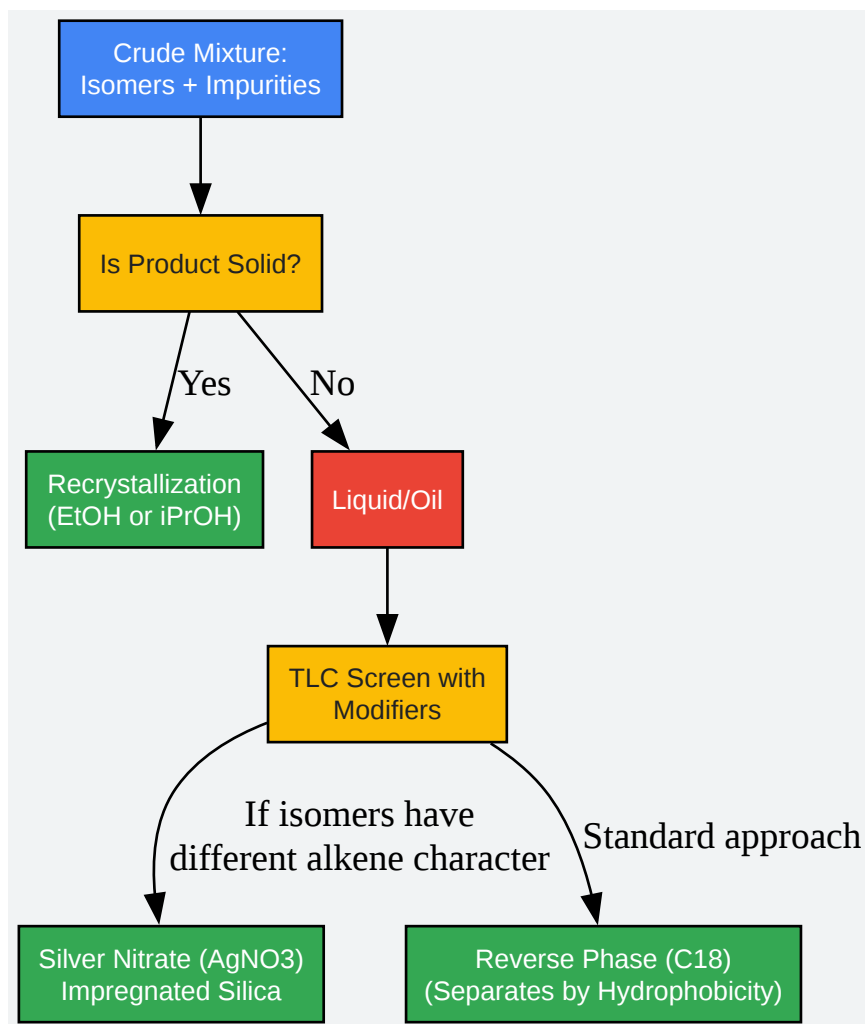 Crude Mixture:
Isomers + Impurities
Is Product Solid?
Yes
No
Recrystallization
(EtOH or iPrOH)
Liquid/Oil
TLC Screen with
Modifiers
If isomers have
different alkene character
Standard approach
Silver Nitrate (AgNO3)
Impregnated Silica
Reverse Phase (C18)
(Separates by Hydrophobicity)